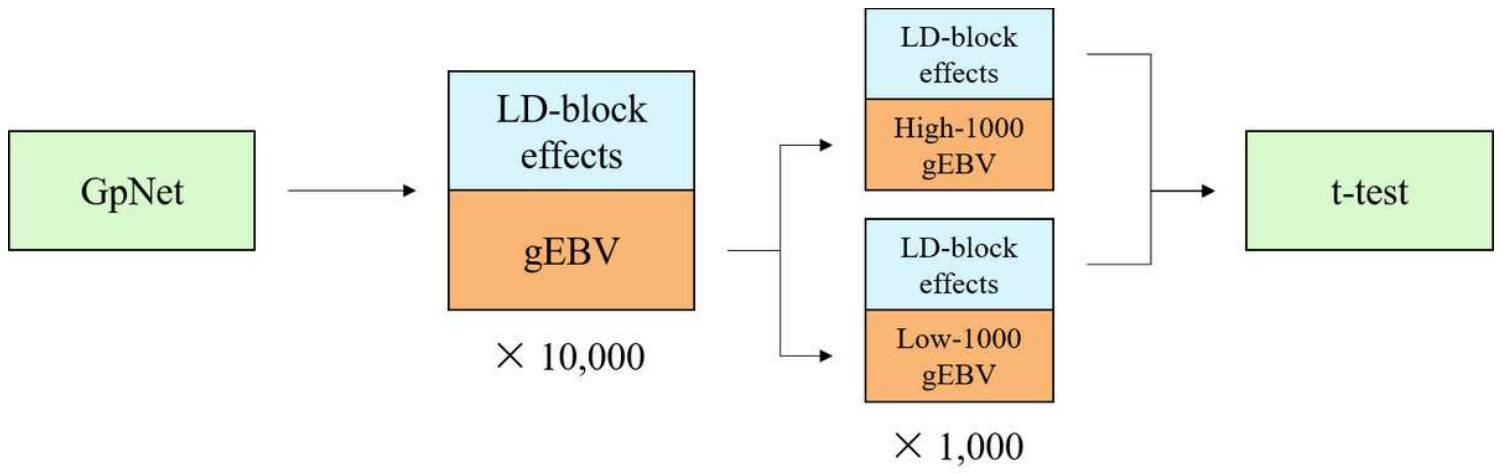 GpNet
LD-block
effects
gEBV
× 10,000
LD-block
effects
High-1000
gEBV
LD-block
effects
Low-1000
gEBV
× 1,000
t-test